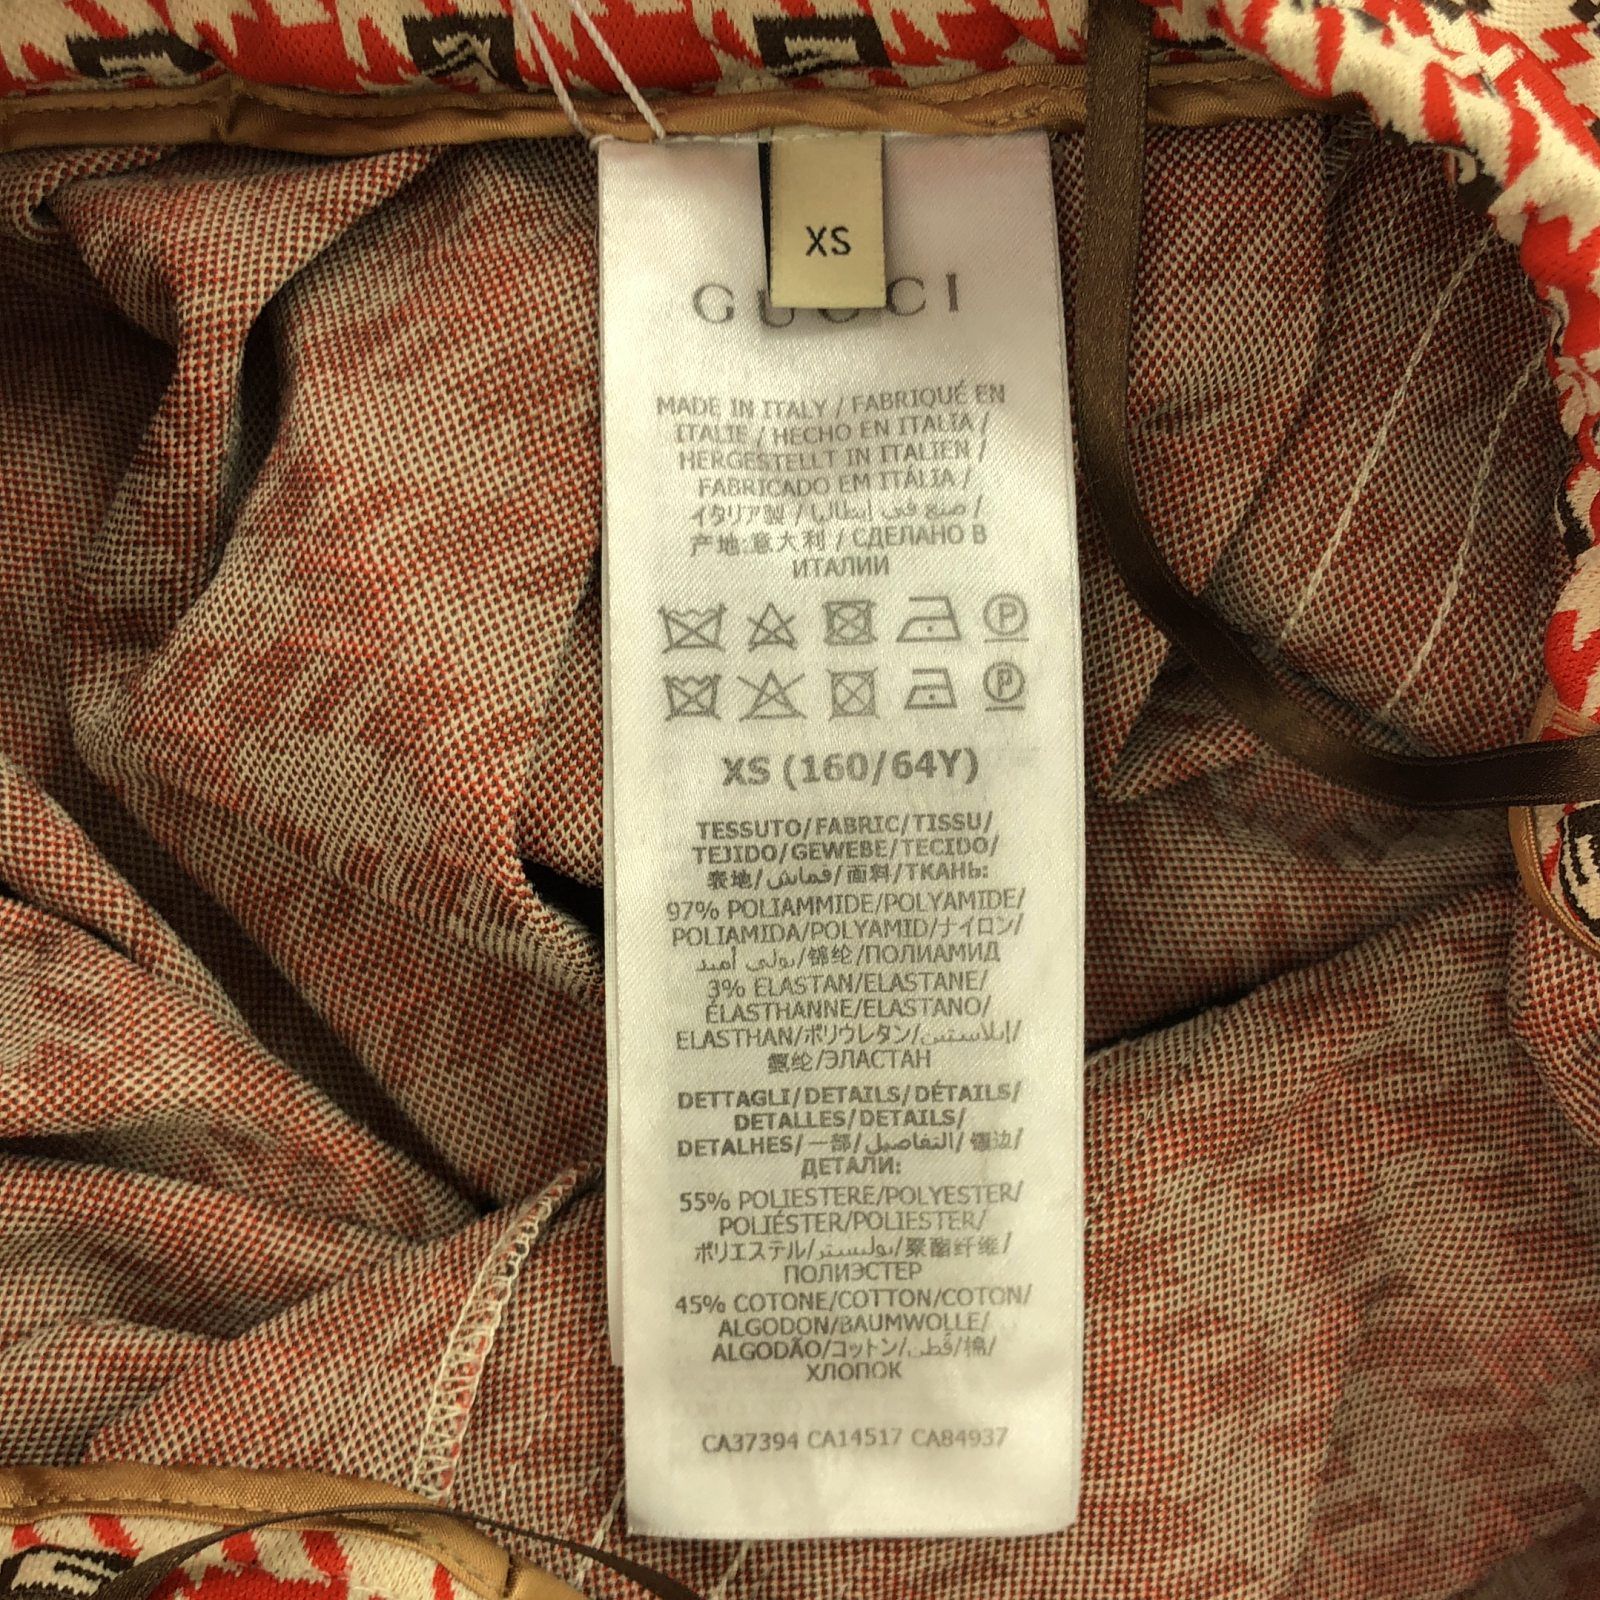 XS
GUCCI
MADE IN ITALY / FABRIQUÉ EN
ITALIE / HECHO EN ITALIA /
HERGESTELLT IN ITALIEN /
FABRICADO EM ITÁLIA /
イタリア製 / صنع في إيطاليا /
产地:意大利 / СДЕЛАНО В
ИТАЛИИ
P
P
XS (160/64Y)
TESSUTO/FABRIC/TISSU/
TEJIDO/GEWEBE/TECIDO/
表地/قماش/面料/ТКАНЬ:
97% POLIAMMIDE/POLYAMIDE/
POLIAMIDA/POLYAMID/ナイロン/
بولي أميد/锦纶/ПОЛИАМИД
3% ELASTAN/ELASTANE/
ÉLASTHANNE/ELASTANO/
ELASTHAN/ポリウレタン/إيلاستين/
氨纶/ЭЛАСТАН
DETTAGLI/DETAILS/DÉTAILS/
DETALLES/DETAILS/
DETALHES/一部/التفاصيل/镶边/
ДЕТАЛИ:
55% POLIESTERE/POLYESTER/
POLIÉSTER/POLIESTER/
ポリエステル/بوليستر/聚酯纤维/
ПОЛИЭСТЕР
45% COTONE/COTTON/COTON/
ALGODON/BAUMWOLLE/
ALGODÃO/コットン/قطن/棉/
ХЛОПОК
CA37394 CA14517 CA84937